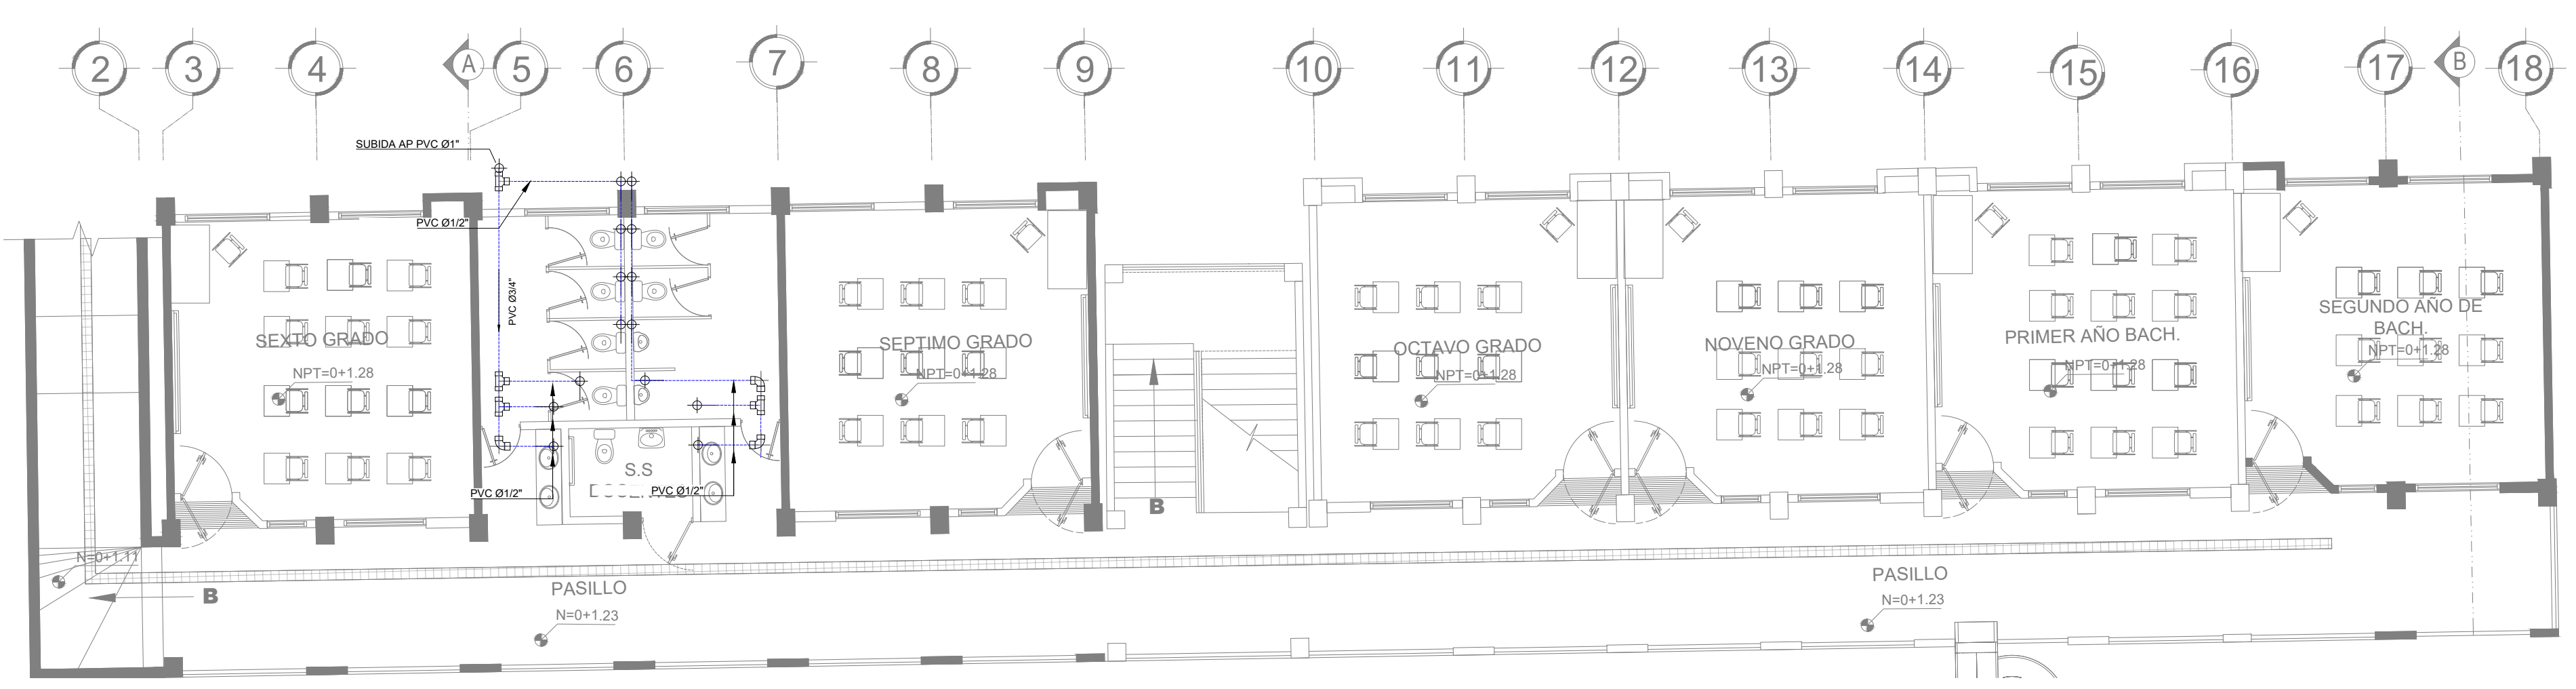 2
3
4
A
5
6
7
8
9
10
11
12
13
14
15
16
17
B
18
SUBIDA AP PVC Ø1"
PVC Ø1/2"
PVC Ø3/4"
SEXTO GRADO
NPT=0+1.28
SEPTIMO GRADO
NPT=0+1.28
OCTAVO GRADO
NPT=0+1.28
NOVENO GRADO
NPT=0+1.28
PRIMER AÑO BACH.
NPT=0+1.28
SEGUNDO AÑO DE
BACH.
NPT=0+1.28
S.S
PVC Ø1/2"
PVC Ø1/2"
B
N=0+1.11
B
PASILLO
N=0+1.23
PASILLO
N=0+1.23